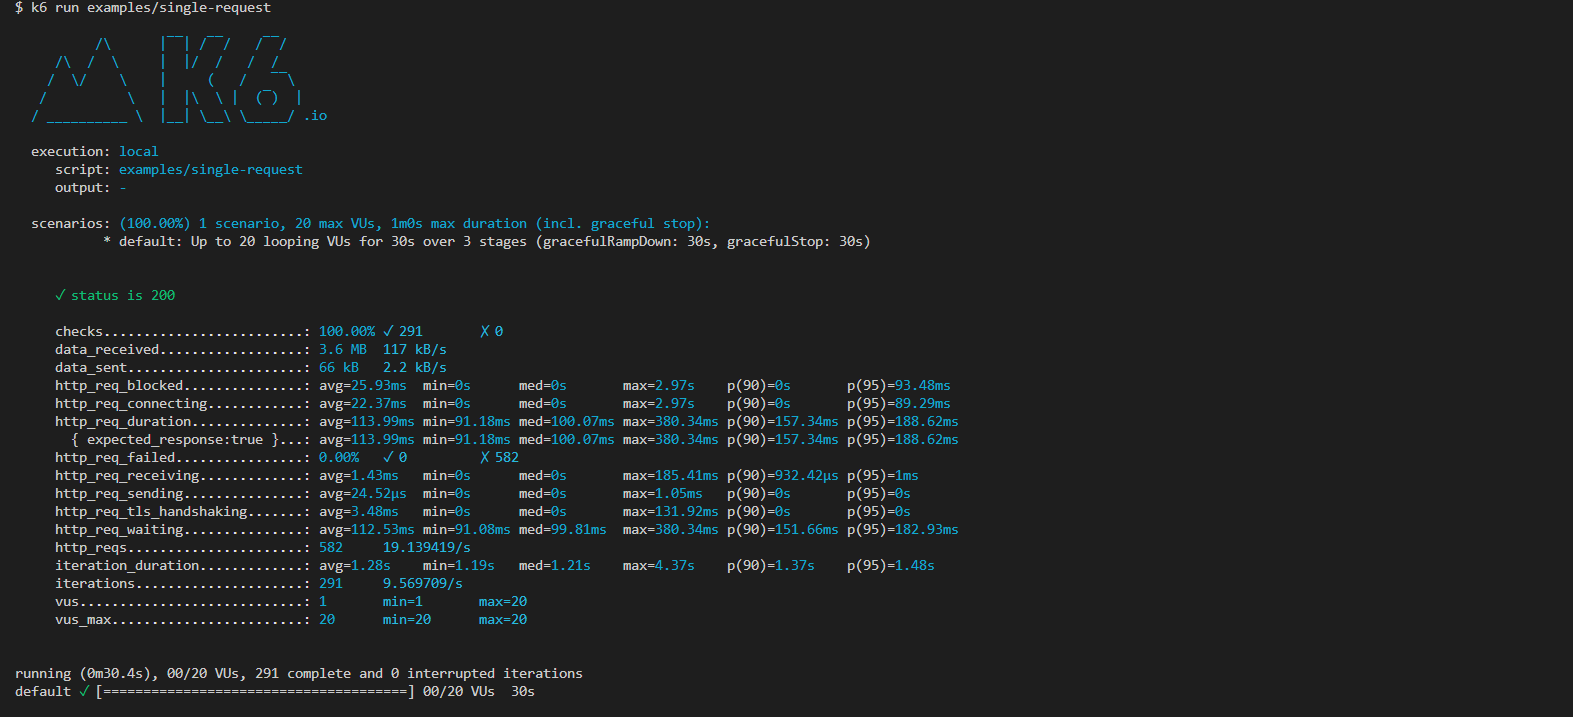 $ k6 run examples/single-request
          /\      |‾‾| /‾‾/   /‾‾/
     /\  /  \     |  |/  /   /  /
    /  \/    \    |     (   /   ‾‾\
   /          \   |  |\  \ |  (‾)  |
  / __________ \  |__| \__\ \_____/ .io
  execution: local
     script: examples/single-request
     output: -
  scenarios: (100.00%) 1 scenario, 20 max VUs, 1m0s max duration (incl. graceful stop):
           * default: Up to 20 looping VUs for 30s over 3 stages (gracefulRampDown: 30s, gracefulStop: 30s)
     ✓ status is 200
     checks.........................: 100.00% ✓ 291       ✗ 0
     data_received..................: 3.6 MB  117 kB/s
     data_sent......................: 66 kB   2.2 kB/s
     http_req_blocked...............: avg=25.93ms  min=0s      med=0s       max=2.97s    p(90)=0s       p(95)=93.48ms
     http_req_connecting............: avg=22.37ms  min=0s      med=0s       max=2.97s    p(90)=0s       p(95)=89.29ms
     http_req_duration..............: avg=113.99ms min=91.18ms med=100.07ms max=380.34ms p(90)=157.34ms p(95)=188.62ms
       { expected_response:true }...: avg=113.99ms min=91.18ms med=100.07ms max=380.34ms p(90)=157.34ms p(95)=188.62ms
     http_req_failed................: 0.00%   ✓ 0         ✗ 582
     http_req_receiving.............: avg=1.43ms   min=0s      med=0s       max=185.41ms p(90)=932.42µs p(95)=1ms
     http_req_sending...............: avg=24.52µs  min=0s      med=0s       max=1.05ms   p(90)=0s       p(95)=0s
     http_req_tls_handshaking.......: avg=3.48ms   min=0s      med=0s       max=131.92ms p(90)=0s       p(95)=0s
     http_req_waiting...............: avg=112.53ms min=91.08ms med=99.81ms  max=380.34ms p(90)=151.66ms p(95)=182.93ms
     http_reqs......................: 582     19.139419/s
     iteration_duration.............: avg=1.28s    min=1.19s   med=1.21s    max=4.37s    p(90)=1.37s    p(95)=1.48s
     iterations.....................: 291     9.569709/s
     vus............................: 1       min=1       max=20
     vus_max........................: 20      min=20      max=20
running (0m30.4s), 00/20 VUs, 291 complete and 0 interrupted iterations
default ✓ [======================================] 00/20 VUs  30s